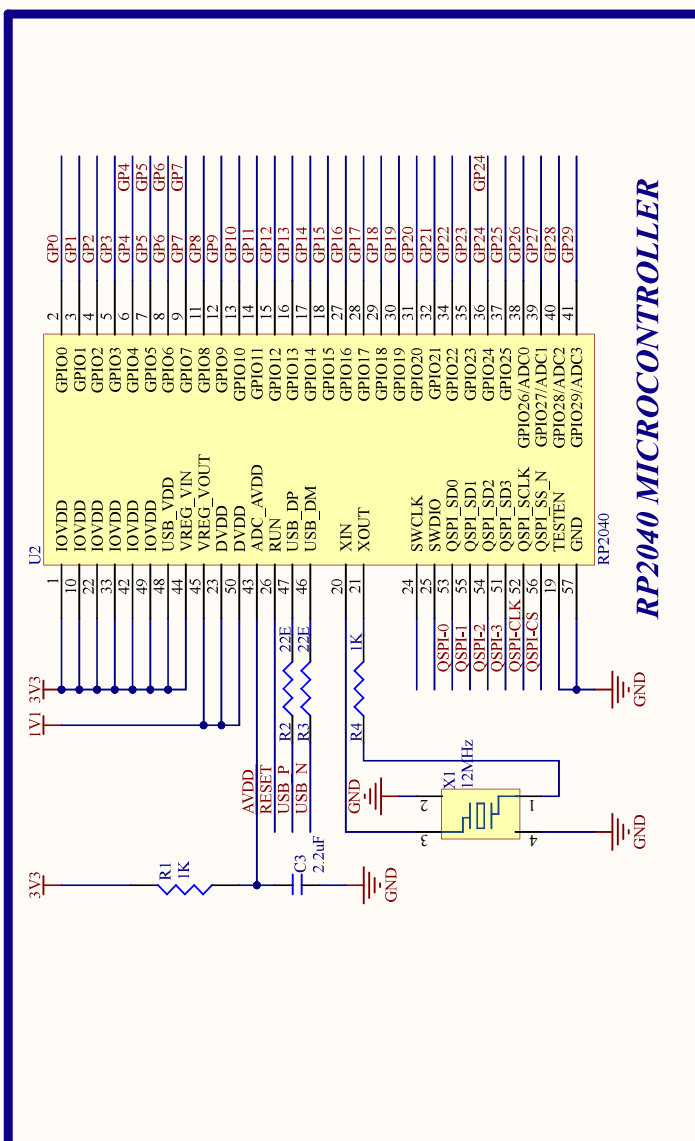 3V3 1V1 3V3 U2
1 IOVDD GPIO0 2 GP0
10 IOVDD GPIO1 3 GP1
22 IOVDD GPIO2 4 GP2
33 IOVDD GPIO3 5 GP3
42 IOVDD GPIO4 6 GP4 GP4
49 IOVDD GPIO5 7 GP5 GP5
48 USB_VDD GPIO6 8 GP6 GP6
44 VREG_VIN GPIO7 9 GP7 GP7
45 VREG_VOUT GPIO8 11 GP8
23 DVDD GPIO9 12 GP9
50 DVDD GPIO10 13 GP10
R1
1K
AVDD 43 ADC_AVDD GPIO11 14 GP11
RESET 26 RUN GPIO12 15 GP12
USB_P R2 22E 47 USB_DP GPIO13 16 GP13
USB_N R3 22E 46 USB_DM GPIO14 17 GP14
C3
2.2uF
GPIO15 18 GP15
20 XIN GPIO16 27 GP16
R4 1K 21 XOUT GPIO17 28 GP17
GND
GND
GPIO18 29 GP18
GPIO19 30 GP19
24 SWCLK GPIO20 31 GP20
25 SWDIO GPIO21 32 GP21
3 2
X1
12MHz
QSPI-0 53 QSPI_SD0 GPIO22 34 GP22
QSPI-1 55 QSPI_SD1 GPIO23 35 GP23
QSPI-2 54 QSPI_SD2 GPIO24 36 GP24 GP24
QSPI-3 51 QSPI_SD3 GPIO25 37 GP25
QSPI-CLK 52 QSPI_SCLK GPIO26/ADC0 38 GP26
QSPI-CS 56 QSPI_SS_N GPIO27/ADC1 39 GP27
4 1
19 TESTEN GPIO28/ADC2 40 GP28
57 GND GPIO29/ADC3 41 GP29
RP2040
GND GND
RP2040 MICROCONTROLLER